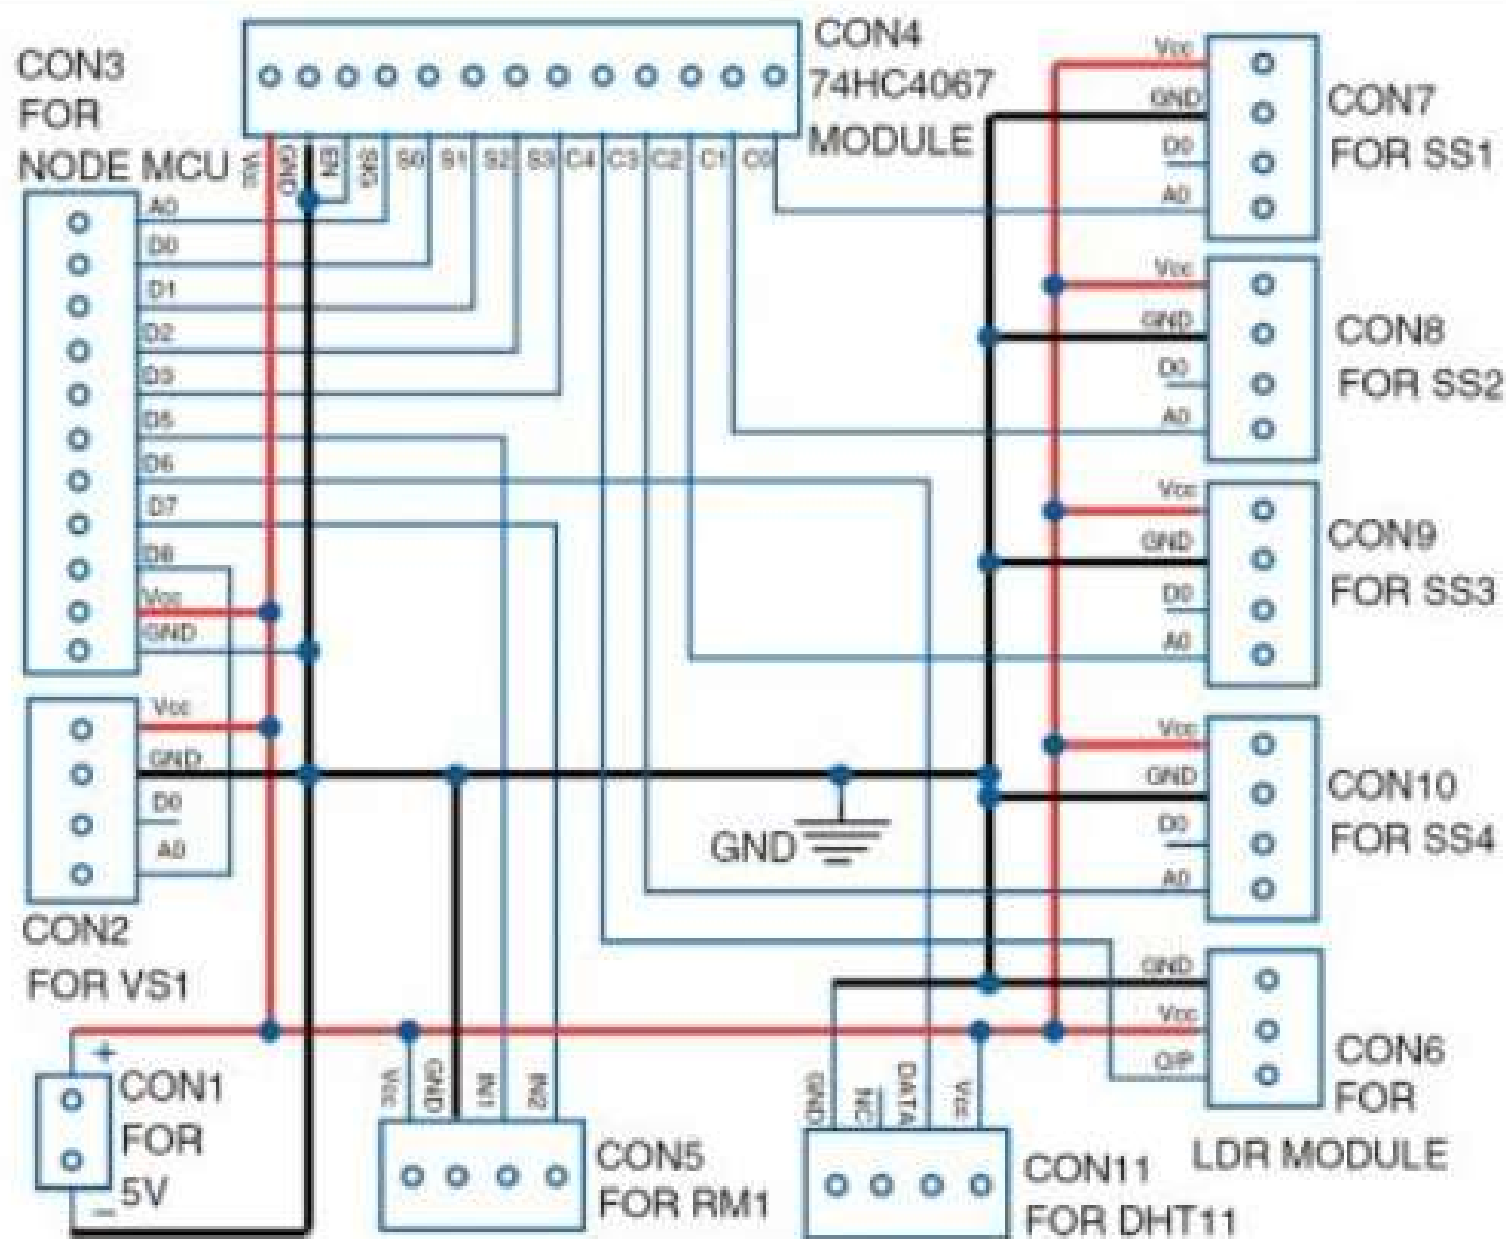 CON3
FOR
NODE MCU
CON4
74HC4067
MODULE
Vcc
GND
EN
SIG
S0
S1
S2
S3
C4
C3
C2
C1
C0
A0
D0
D1
D2
D3
D5
D6
D7
D8
Vcc
GND
Vcc
GND
D0
A0
CON7
FOR SS1
Vcc
GND
D0
A0
CON8
FOR SS2
Vcc
GND
D0
A0
CON9
FOR SS3
Vcc
GND
D0
A0
CON10
FOR SS4
Vcc
GND
D0
A0
CON2
FOR VS1
GND
GND
Vcc
O/P
CON6
FOR
LDR MODULE
+
CON1
FOR
5V
–
Vcc
GND
IN1
IN2
CON5
FOR RM1
GND
NC
DATA
Vcc
CON11
FOR DHT11